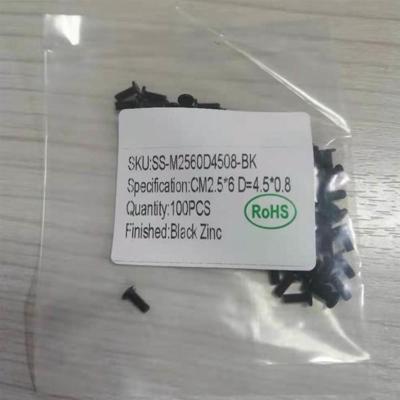 SKU:SS-M2560D4508-BK
Specification:CM2.5*6 D=4.5*0.8
Quantity:100PCS
RoHS
Finished:Black Zinc